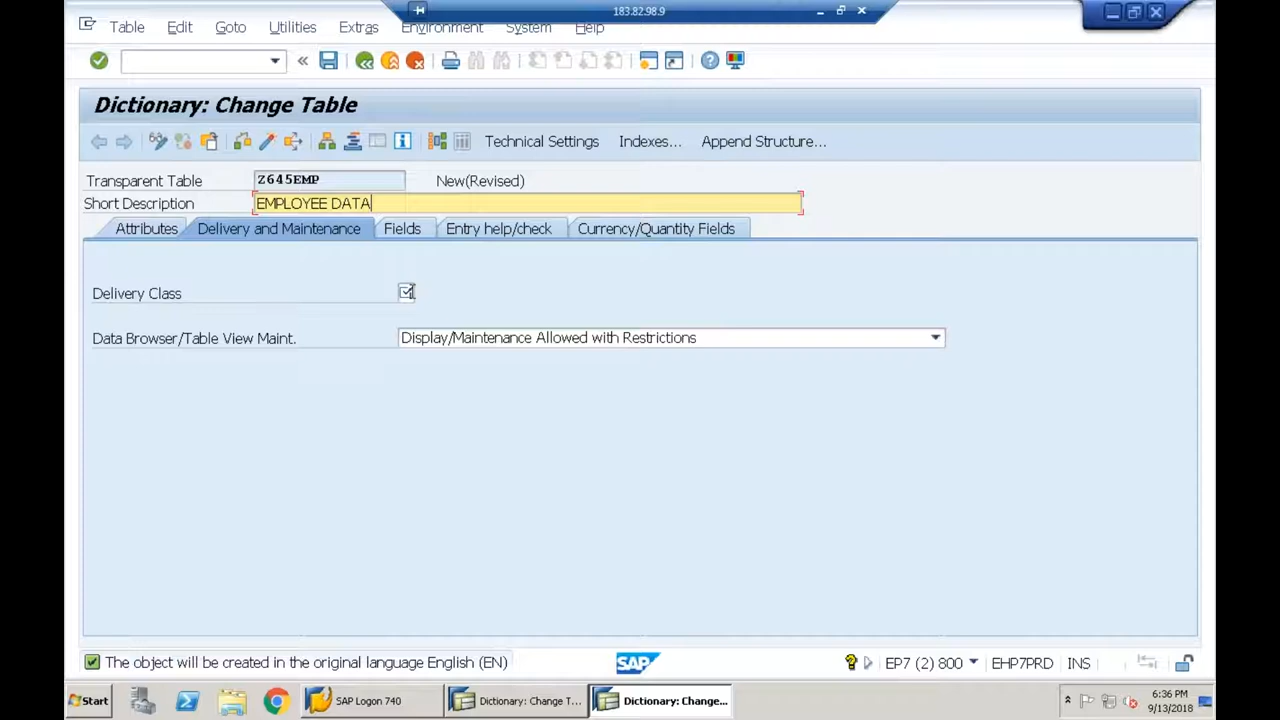 183.82.98.9
Table Edit Goto Utilities Extras Environment System Help
Dictionary: Change Table
Technical Settings Indexes... Append Structure...
Transparent Table Z645EMP New(Revised)
Short Description EMPLOYEE DATA
Attributes Delivery and Maintenance Fields Entry help/check Currency/Quantity Fields
Delivery Class
Data Browser/Table View Maint. Display/Maintenance Allowed with Restrictions
The object will be created in the original language English (EN) SAP EP7 (2) 800 EHP7PRD INS
Start SAP Logon 740 Dictionary: Change T... Dictionary: Change... 6:36 PM
9/13/2018